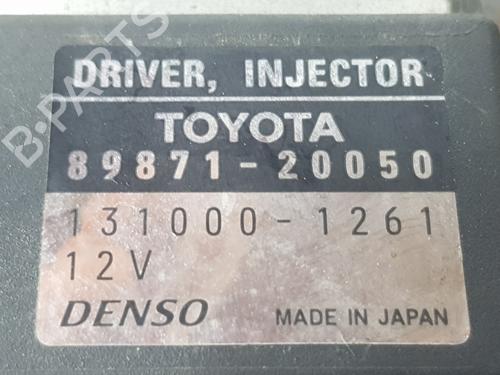 DRIVER, INJECTOR
TOYOTA
89871-20050
131000-1261
12V
DENSO MADE IN JAPAN
B-PARTS